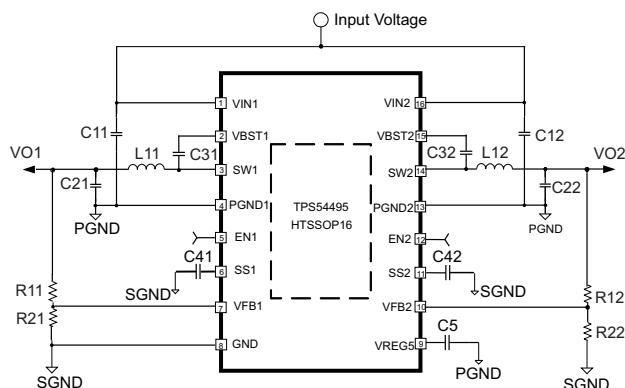 Input Voltage
1 VIN1 VIN2 16
C11 C12
2 VBST1 VBST2 15
VO1 L11 C31 C32 L12 VO2
3 SW1 SW2 14
C21 C22
TPS54495
HTSSOP16
4 PGND1 PGND2 13
PGND PGND
5 EN1 EN2 12
C41 C42
6 SS1 SS2 11
SGND SGND
R11 R12
7 VFB1 VFB2 10
R21 R22
C5
8 GND VREG5 9
PGND
SGND SGND